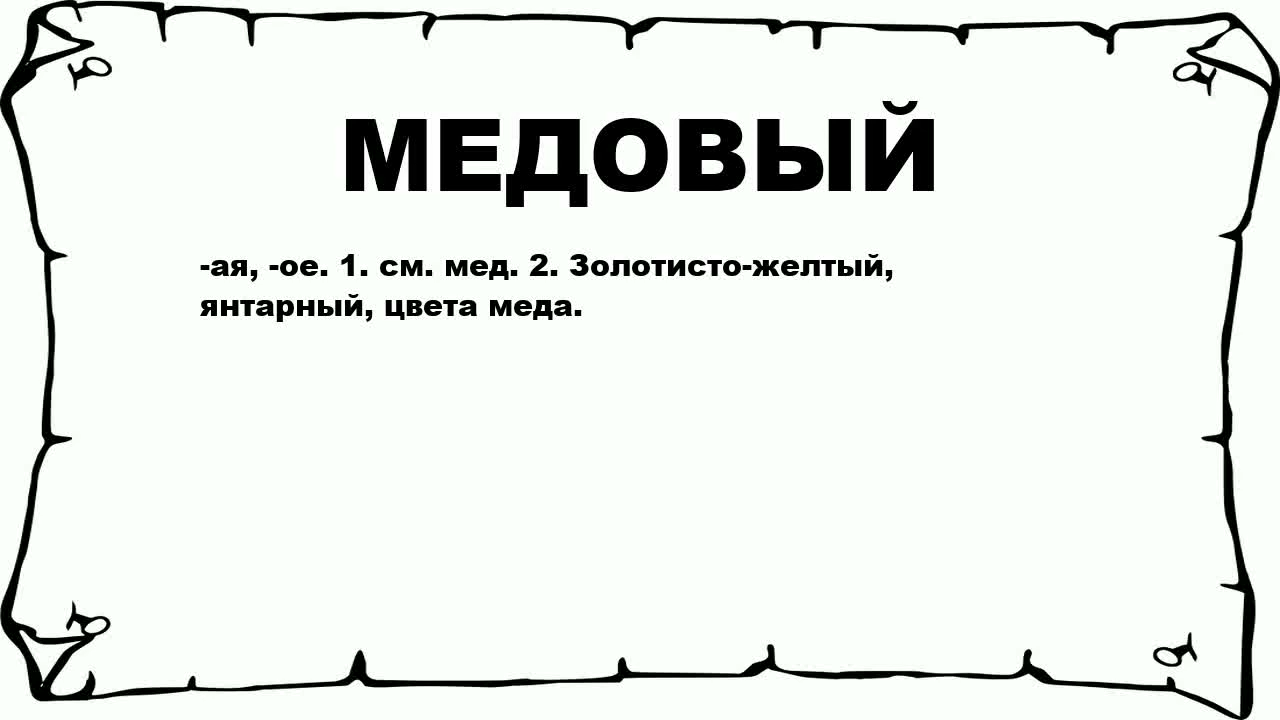 МЕДОВЫЙ
-ая, -ое. 1. см. мед. 2. Золотисто-желтый,
янтарный, цвета меда.